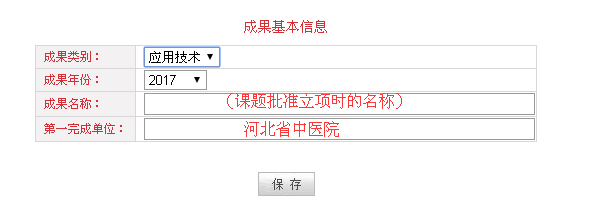 成果基本信息
成果类别： 应用技术
成果年份： 2017
成果名称： （课题批准立项时的名称）
第一完成单位： 河北省中医院
保 存